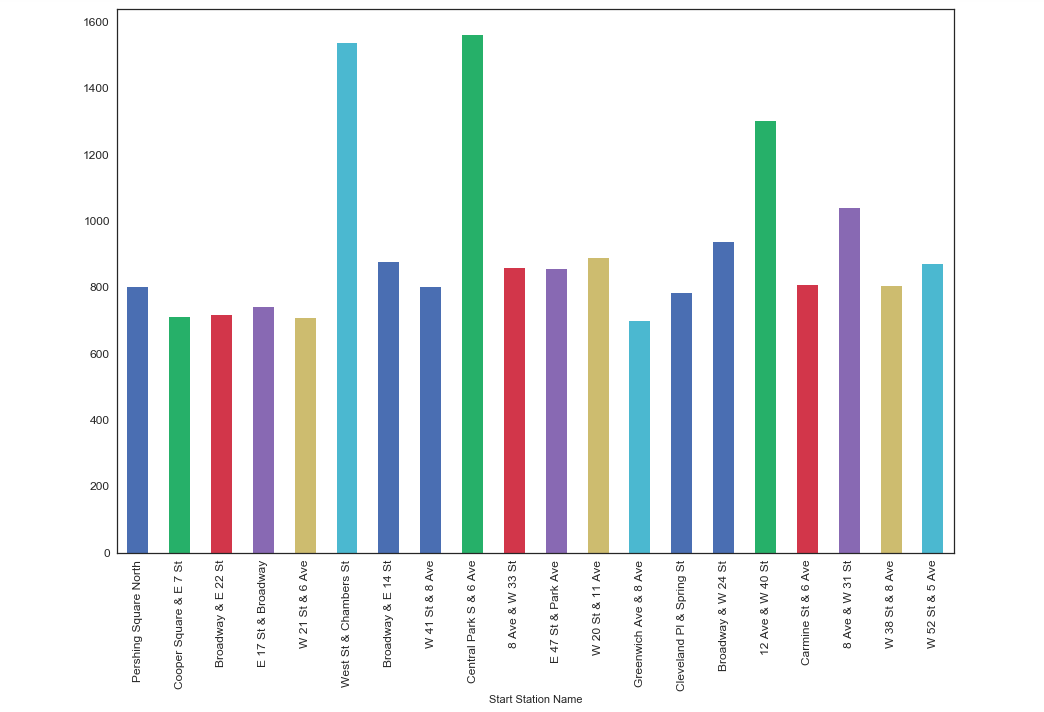 1600
1400
1200
1000
800
600
400
200
0
Pershing Square North
Cooper Square & E 7 St
Broadway & E 22 St
E 17 St & Broadway
W 21 St & 6 Ave
West St & Chambers St
Broadway & E 14 St
W 41 St & 8 Ave
Central Park S & 6 Ave
8 Ave & W 33 St
E 47 St & Park Ave
W 20 St & 11 Ave
Greenwich Ave & 8 Ave
Cleveland Pl & Spring St
Broadway & W 24 St
12 Ave & W 40 St
Carmine St & 6 Ave
8 Ave & W 31 St
W 38 St & 8 Ave
W 52 St & 5 Ave
Start Station Name